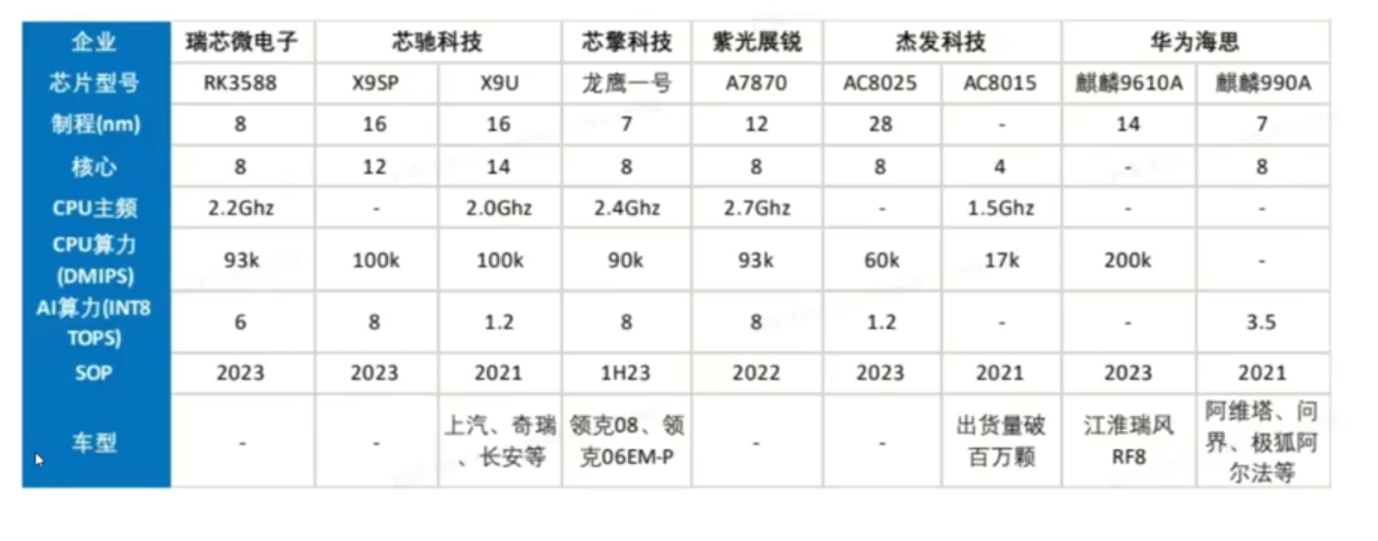 企业 瑞芯微电子 芯驰科技 芯擎科技 紫光展锐 杰发科技 华为海思
芯片型号 RK3588 X9SP X9U 龙鹰一号 A7870 AC8025 AC8015 麒麟9610A 麒麟990A
制程(nm) 8 16 16 7 12 28 - 14 7
核心 8 12 14 8 8 8 4 - 8
CPU主频 2.2Ghz - 2.0Ghz 2.4Ghz 2.7Ghz - 1.5Ghz - -
CPU算力
(DMIPS) 93k 100k 100k 90k 93k 60k 17k 200k -
AI算力(INT8
TOPS) 6 8 1.2 8 8 1.2 - - 3.5
SOP 2023 2023 2021 1H23 2022 2023 2021 2023 2021
车型 - - 上汽、奇瑞
、长安等 领克08、领
克06EM-P - - 出货量破
百万颗 江淮瑞风
RF8 阿维塔、问
界、极狐阿
尔法等